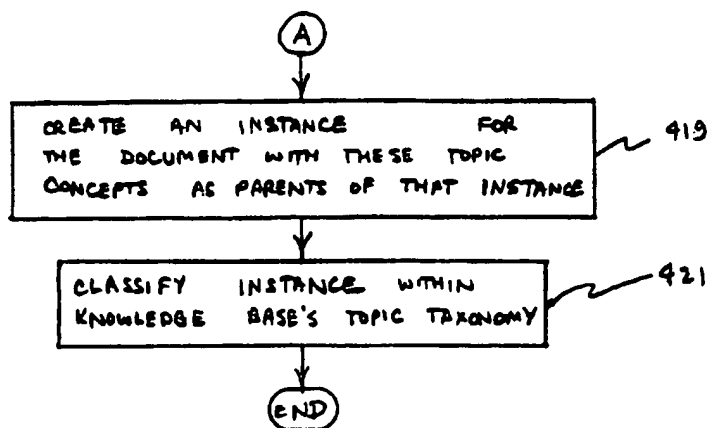 A
CREATE AN INSTANCE FOR
THE DOCUMENT WITH THESE TOPIC
CONCEPTS AS PARENTS OF THAT INSTANCE
419
CLASSIFY INSTANCE WITHIN
KNOWLEDGE BASE'S TOPIC TAXONOMY
421
END